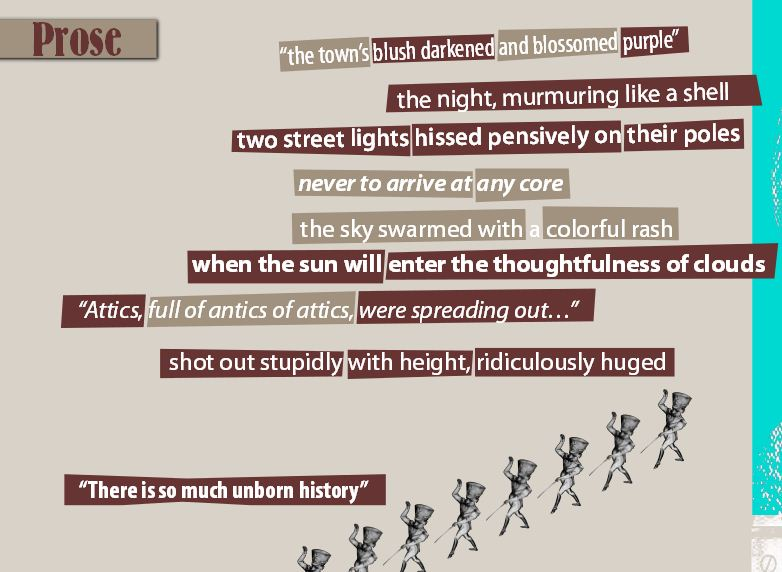 Prose
“the town’s blush darkened and blossomed purple”
the night, murmuring like a shell
two street lights hissed pensively on their poles
never to arrive at any core
the sky swarmed with a colorful rash
when the sun will enter the thoughtfulness of clouds
“Attics, full of antics of attics, were spreading out…”
shot out stupidly with height, ridiculously huged
“There is so much unborn history”